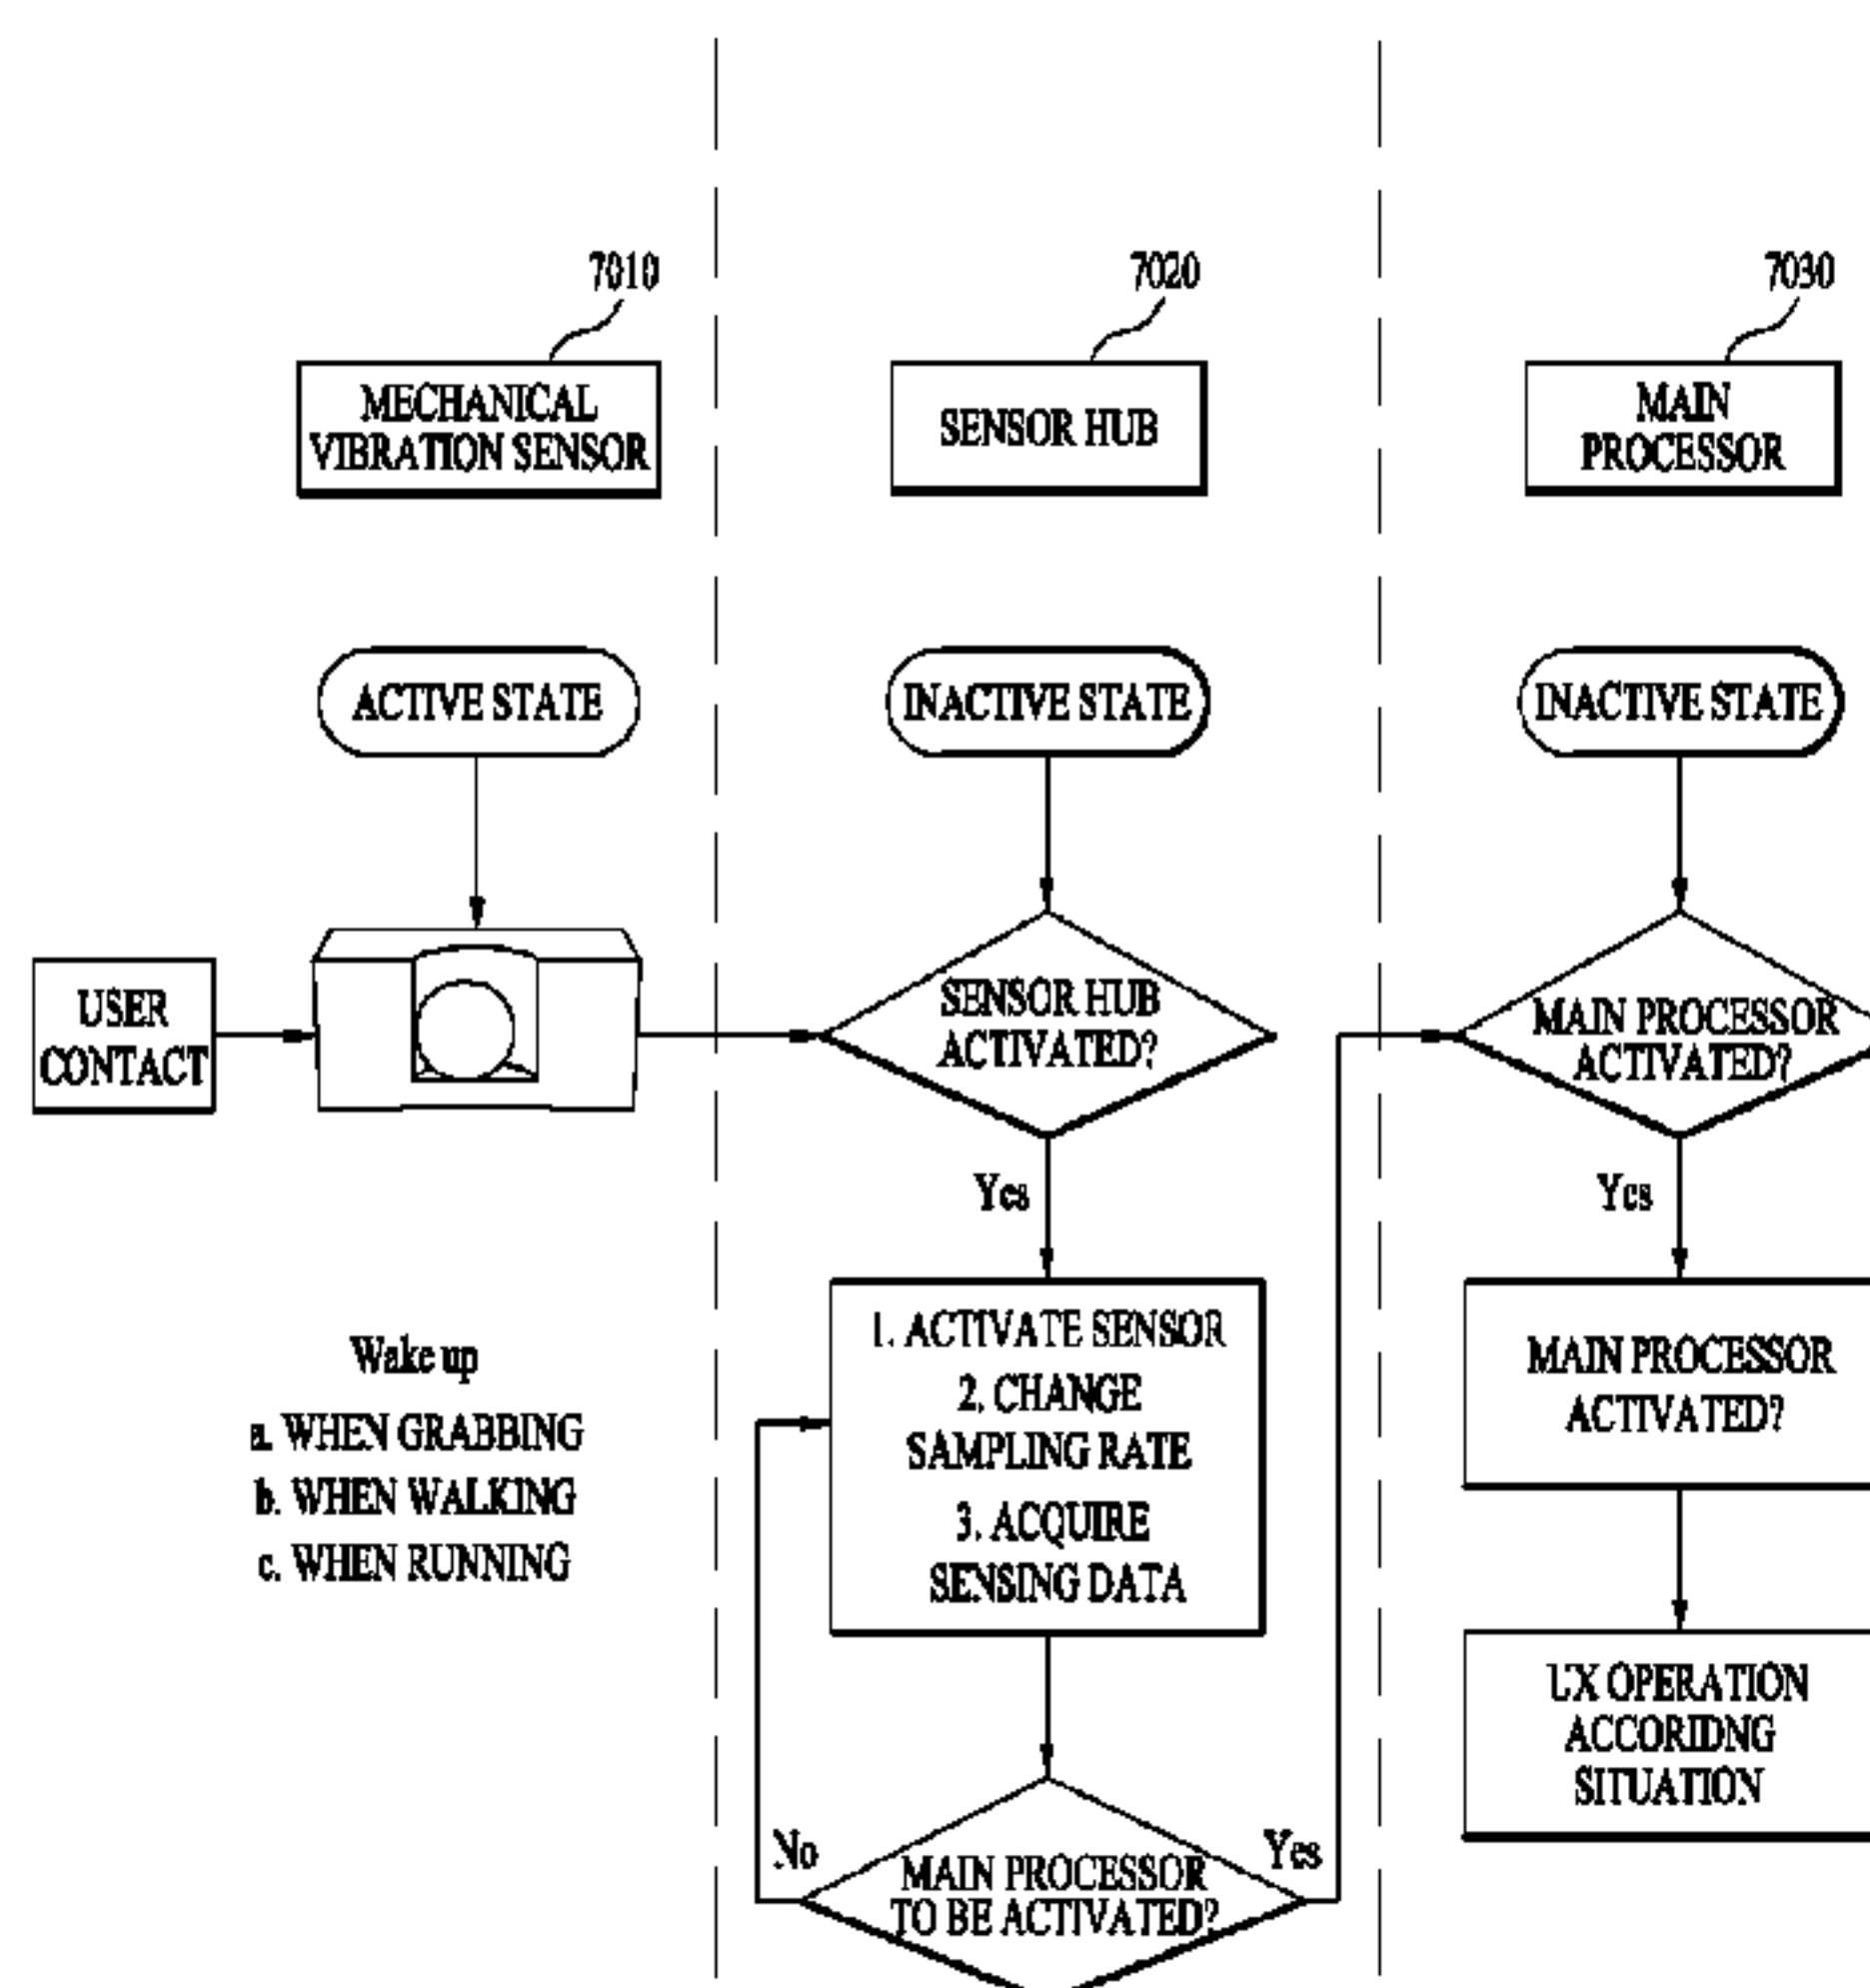 7010
7020
7030
MECHANICAL
VIBRATION SENSOR
SENSOR HUB
MAIN
PROCESSOR
ACTIVE STATE
INACTIVE STATE
INACTIVE STATE
USER
CONTACT
SENSOR HUB
ACTIVATED?
MAIN PROCESSOR
ACTIVATED?
Yes
Yes
Wake up
a. WHEN GRABBING
b. WHEN WALKING
c. WHEN RUNNING
1. ACTIVATE SENSOR
2. CHANGE
SAMPLING RATE
3. ACQUIRE
SENSING DATA
MAIN PROCESSOR
ACTIVATED?
UX OPERATION
ACCORIDNG
SITUATION
No
Yes
MAIN PROCESSOR
TO BE ACTIVATED?